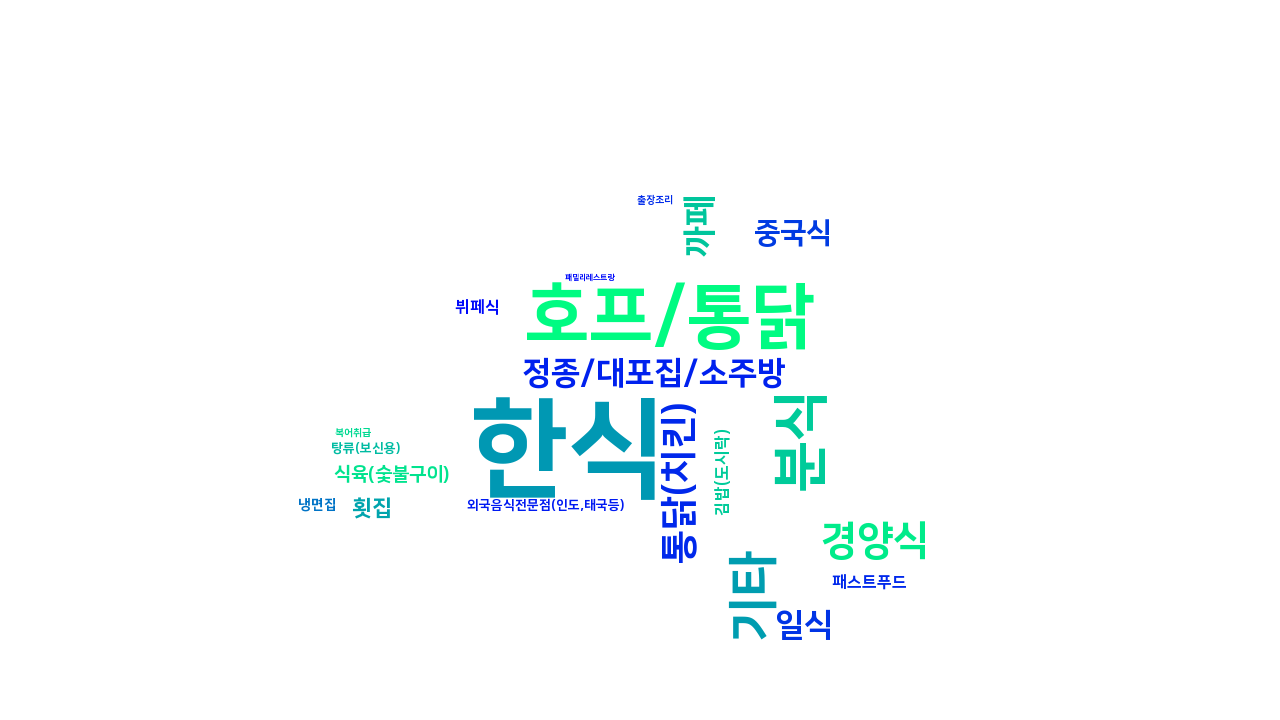 출장조리
까페
중국식
패밀리레스트랑
뷔페식
호프/통닭
정종/대포집/소주방
한식
통닭(치킨)
분식
김밥(도시락)
복어취급
탕류(보신용)
식육(숯불구이)
냉면집
횟집
외국음식전문점(인도,태국등)
경양식
기타
패스트푸드
일식